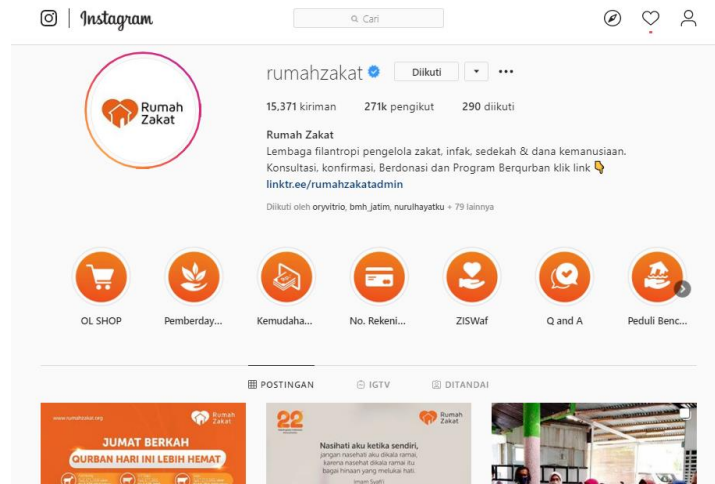 Instagram
Cari
rumahzakat
Diikuti
15,371 kiriman 271k pengikut 290 diikuti
Rumah Zakat
Rumah Zakat
Lembaga filantropi pengelola zakat, infak, sedekah & dana kemanusiaan.
Konsultasi, konfirmasi, Berdonasi dan Program Berqurban klik link 👇
linktr.ee/rumahzakatadmin
Diikuti oleh oryvitrio, bmh_jatim, nurulhayatku + 79 lainnya
OL SHOP Pemberday... Kemudaha... No. Rekeni... ZISWaf Q and A Peduli Benc...
POSTINGAN IGTV DITANDAI
www.rumahzakat.org
Rumah Zakat
JUMAT BERKAH
QURBAN HARI INI LEBIH HEMAT
22
Rumah Zakat
Nasihati aku ketika sendiri,
jangan nasehati aku dikala ramai,
karena nasehat dikala ramai itu
bagai hinaan yang melukai hati.
Imam Syafi'i